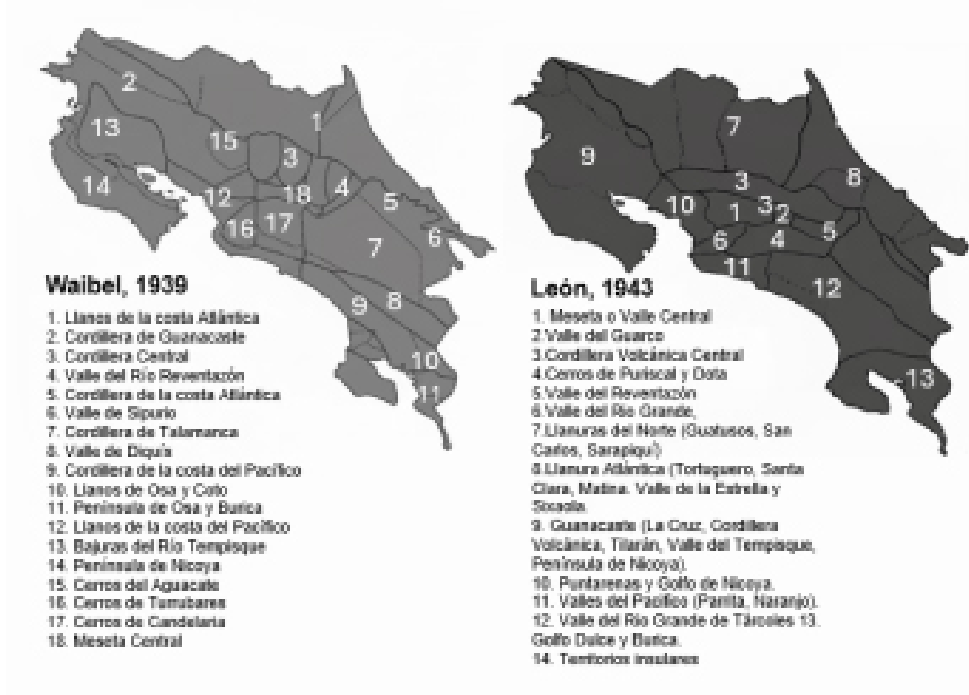 2
13
14
15
1
3
18
12
16
17
4
5
6
7
9
8
10
11
Waibel, 1939
1. Llanos de la costa Atlántica
2: Cordillera de Guanacaste
3. Cordillera Central
4. Valle del Río Reventazón
5. Cordillera de la costa Atlántica
6. Valle de Sipurio
7. Cordillera de Talamanca
8. Valle de Diquís
9. Cordillera de la costa del Pacífico
10. Llanos de Osa y Coto
11. Península de Osa y Burica
12. Llanos de la costa del Pacífico
13. Bajuras del Río Tempisque
14. Península de Nicoya
15. Cerros del Aguacate
16. Cerros de Turrubares
17. Cerros de Candelaria
18. Meseta Central
9
7
3
8
10
1
3
2
6
4
5
11
12
13
León, 1943
1. Meseta o Valle Central
2.Valle del Guarco
3.Cordillera Volcánica Central
4.Cerros de Puriscal y Dota
5.Valle del Reventazón
6.Valle del Río Grande,
7.Llanuras del Norte (Guatusos, San
Carlos, Sarapiquí)
8.Llanura Atlántica (Tortuguero, Santa
Clara, Matina. Valle de la Estrella y
Sixaola.
9. Guanacaste (La Cruz, Cordillera
Volcánica, Tilarán, Valle del Tempisque,
Península de Nicoya).
10. Puntarenas y Golfo de Nicoya.
11. Valles del Pacífico (Parrita, Naranjo).
12. Valle del Río Grande de Tárcoles 13.
Golfo Dulce y Burica.
14. Territorios insulares